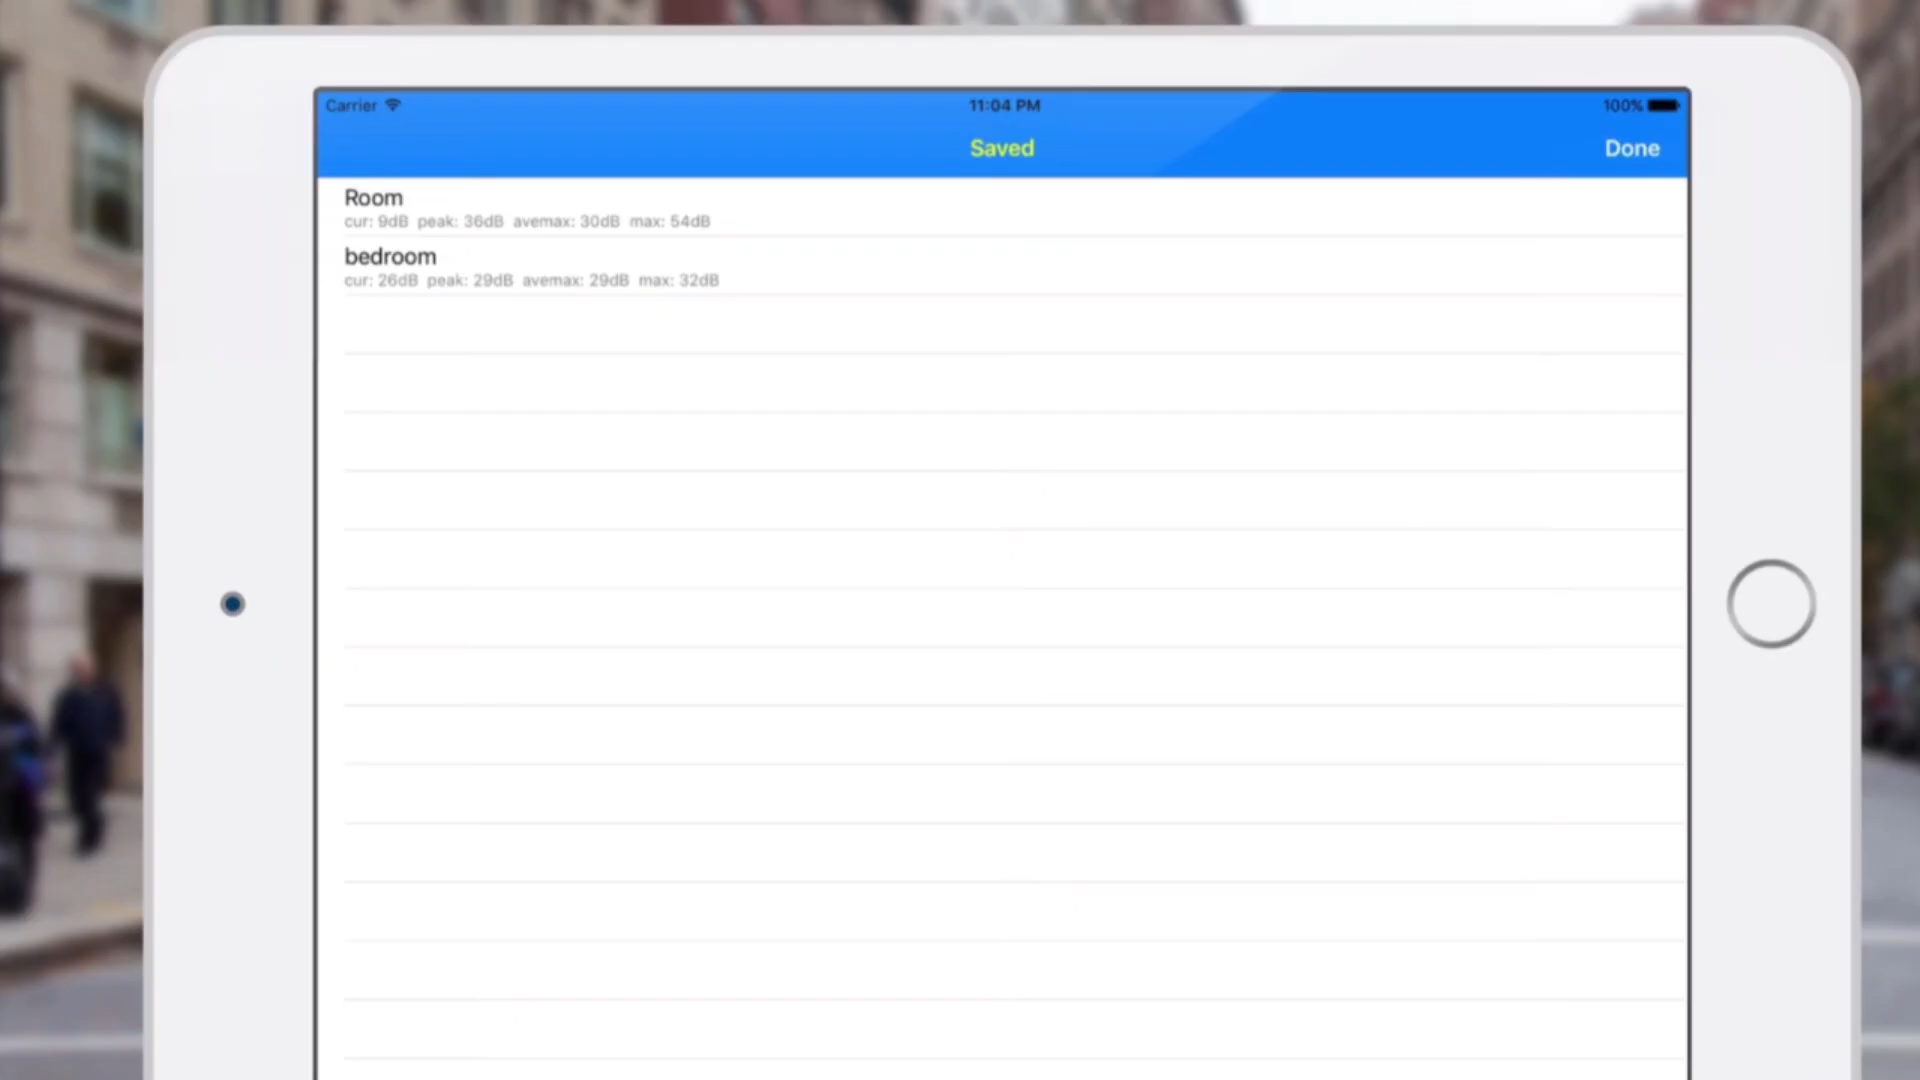 Carrier 11:04 PM 100%
Saved Done
Room
cur: 9dB peak: 36dB avemax: 30dB max: 54dB
bedroom
cur: 26dB peak: 29dB avemax: 29dB max: 32dB